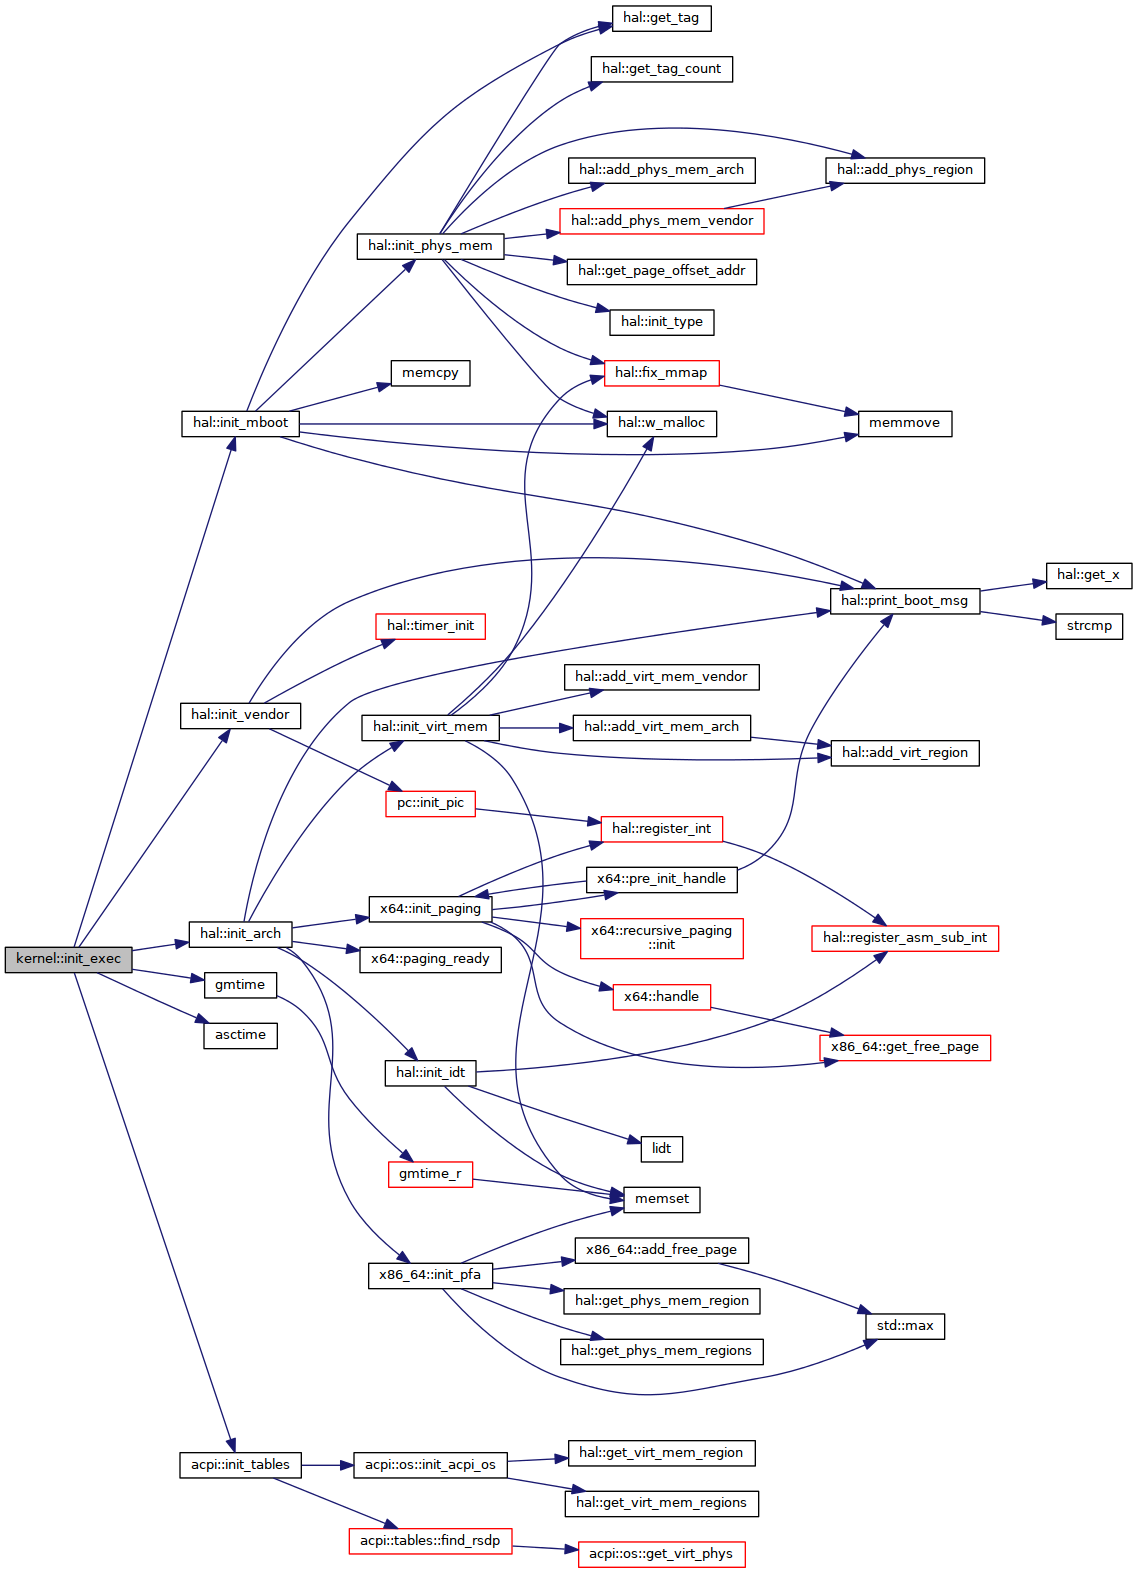 hal::get_tag
hal::get_tag_count
hal::add_phys_mem_arch
hal::add_phys_region
hal::add_phys_mem_vendor
hal::init_phys_mem
hal::get_page_offset_addr
hal::init_type
memcpy
hal::fix_mmap
hal::init_mboot
hal::w_malloc
memmove
hal::get_x
hal::print_boot_msg
hal::timer_init
strcmp
hal::add_virt_mem_vendor
hal::init_vendor
hal::init_virt_mem
hal::add_virt_mem_arch
hal::add_virt_region
pc::init_pic
hal::register_int
x64::pre_init_handle
x64::init_paging
hal::init_arch
x64::recursive_paging
::init
hal::register_asm_sub_int
kernel::init_exec
x64::paging_ready
gmtime
x64::handle
asctime
x86_64::get_free_page
hal::init_idt
lidt
gmtime_r
memset
x86_64::add_free_page
x86_64::init_pfa
hal::get_phys_mem_region
std::max
hal::get_phys_mem_regions
hal::get_virt_mem_region
acpi::init_tables
acpi::os::init_acpi_os
hal::get_virt_mem_regions
acpi::tables::find_rsdp
acpi::os::get_virt_phys